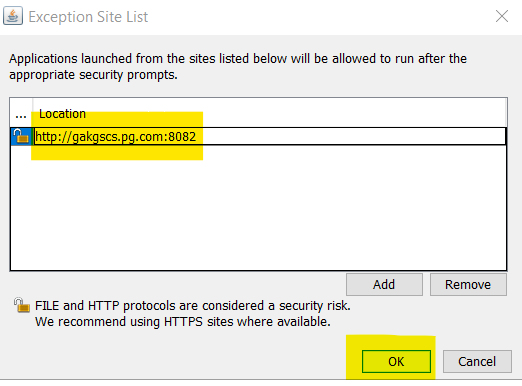 Exception Site List
Applications launched from the sites listed below will be allowed to run after the
appropriate security prompts.
... Location
http://gakgscs.pg.com:8082
Add Remove
FILE and HTTP protocols are considered a security risk.
We recommend using HTTPS sites where available.
OK Cancel